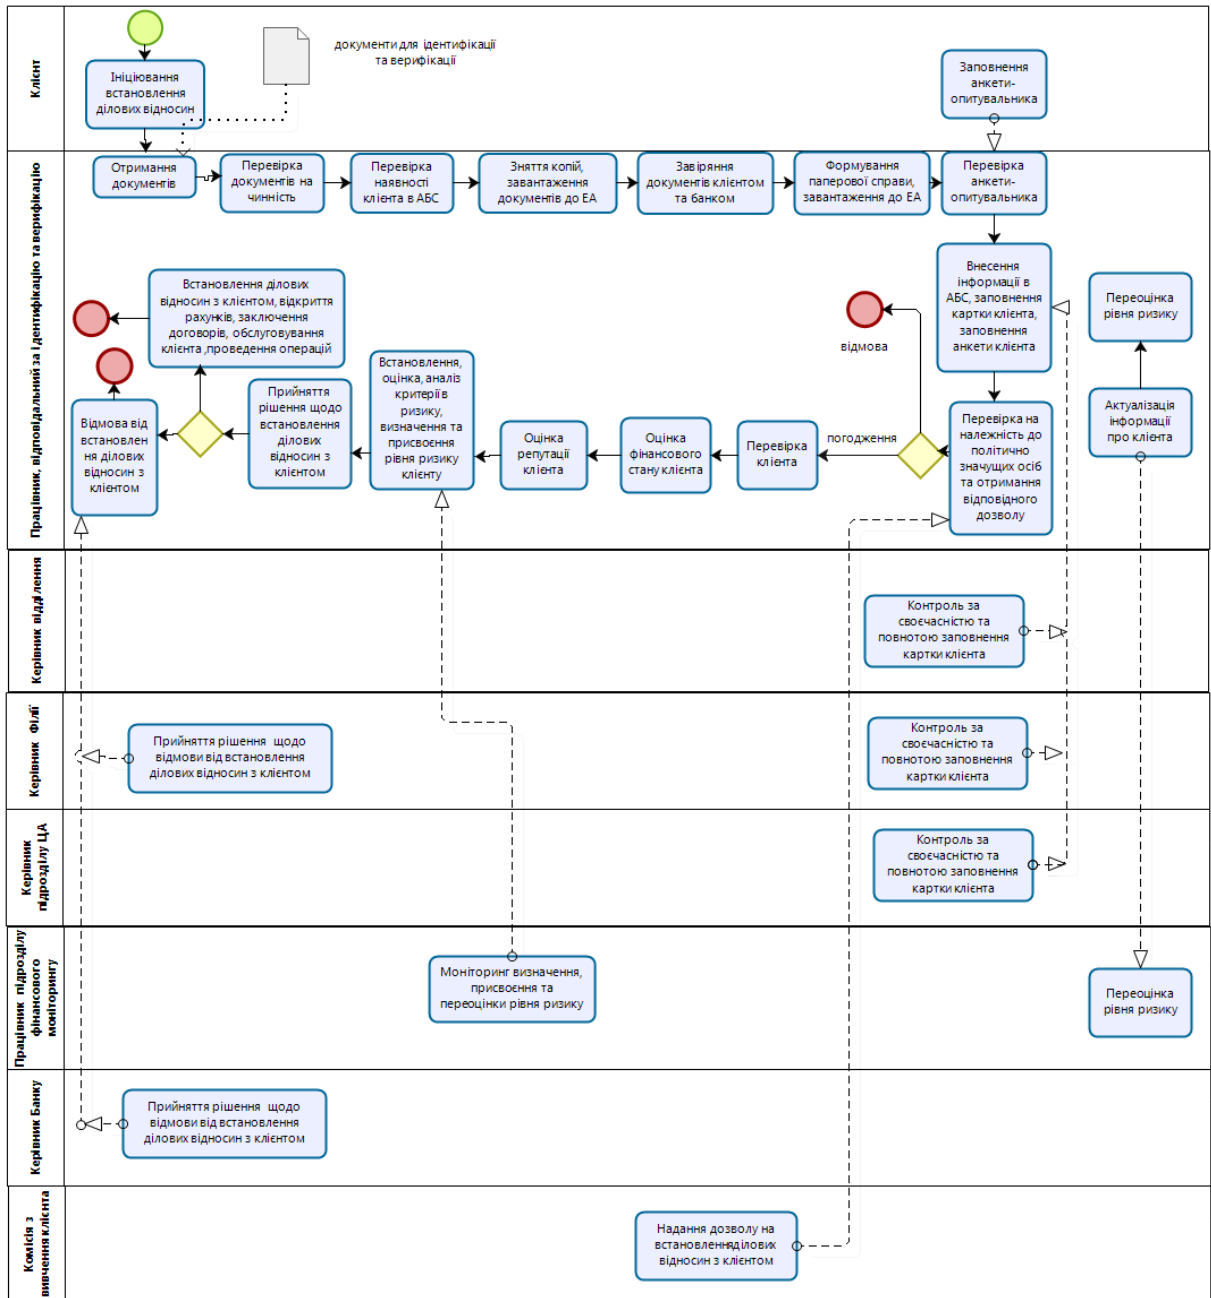 Клієнт
документи для ідентифікації
та верифікації
Ініціювання
встановлення
ділових відносин
Заповнення
анкети-
опитувальника
Працівник, відповідальний за ідентифікацію та верифікацію
Отримання
документів
Перевірка
документів на
чинність
Перевірка
наявності
клієнта в АБС
Зняття копій,
завантаження
документів до ЕА
Завіряння
документів клієнтом
та банком
Формування
паперової справи,
завантаження до ЕА
Перевірка
анкети-
опитувальника
Внесення
інформації в
АБС, заповнення
картки клієнта,
заповнення
анкети клієнта
Переоцінка
рівня ризику
Встановлення ділових
відносин з клієнтом, відкриття
рахунків, заключення
договорів, обслуговування
клієнта ,проведення операцій
відмова
Відмова від
встановлен
ня ділових
відносин з
клієнтом
Прийняття
рішення щодо
встановлення
ділових
відносин з
клієнтом
Встановлення,
оцінка, аналіз
критеріїв
ризику,
визначення та
присвоєння
рівня ризику
клієнту
Оцінка
репутації
клієнта
Оцінка
фінансового
стану клієнта
Перевірка
клієнта
погодження
Перевірка на
належність до
політично
значущих осіб
та отримання
відповідного
дозволу
Актуалізація
інформації
про клієнта
Керівник відділення
Контроль за
своєчасністю та
повнотою заповнення
картки клієнта
Керівник Філії
Прийняття рішення щодо
відмови від встановлення
ділових відносин з клієнтом
Контроль за
своєчасністю та
повнотою заповнення
картки клієнта
Керівник
підрозділу ЦА
Контроль за
своєчасністю та
повнотою заповнення
картки клієнта
Працівник підрозділу
фінансового
моніторингу
Моніторинг визначення,
присвоєння та
переоцінки рівня ризику
Переоцінка
рівня ризику
Керівник Банку
Прийняття рішення щодо
відмови від встановлення
ділових відносин з клієнтом
Комісія з
вивчення клієнта
Надання дозволу на
встановленняділових
відносин з клієнтом